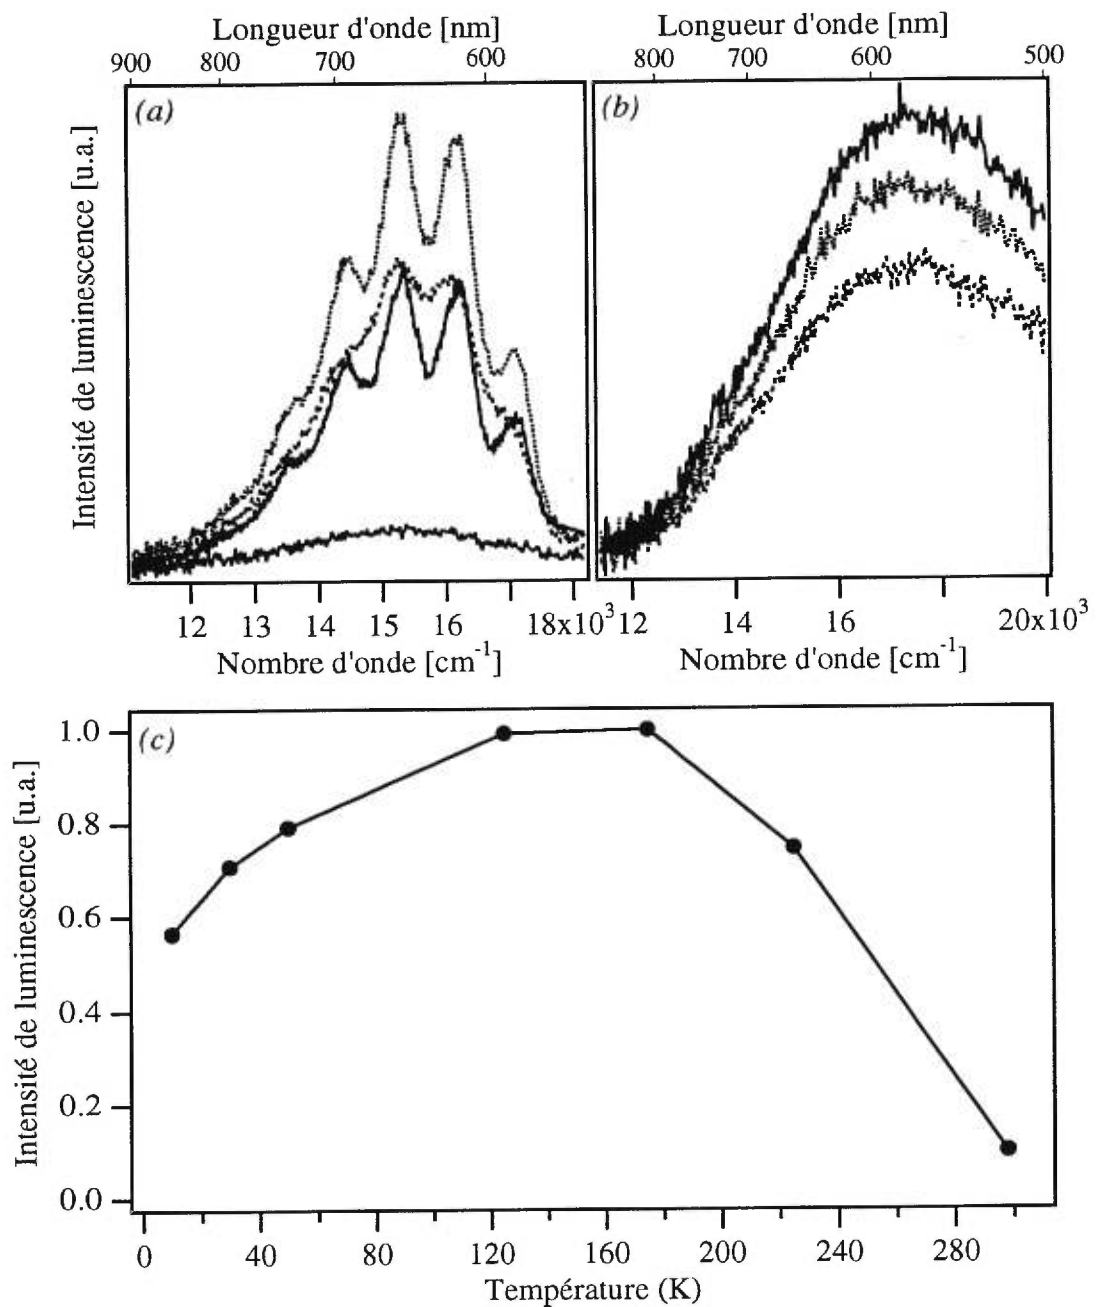 Longueur d'onde [nm]
900 800 700 600
(a)
Intensité de luminescence [u.a.]
12 13 14 15 16 18x10³
Nombre d'onde [cm⁻¹]
Longueur d'onde [nm]
800 700 600 500
(b)
12 14 16 20x10³
Nombre d'onde [cm⁻¹]
(c)
Intensité de luminescence [u.a.]
1.0
0.8
0.6
0.4
0.2
0.0
0 40 80 120 160 200 240 280
Température (K)